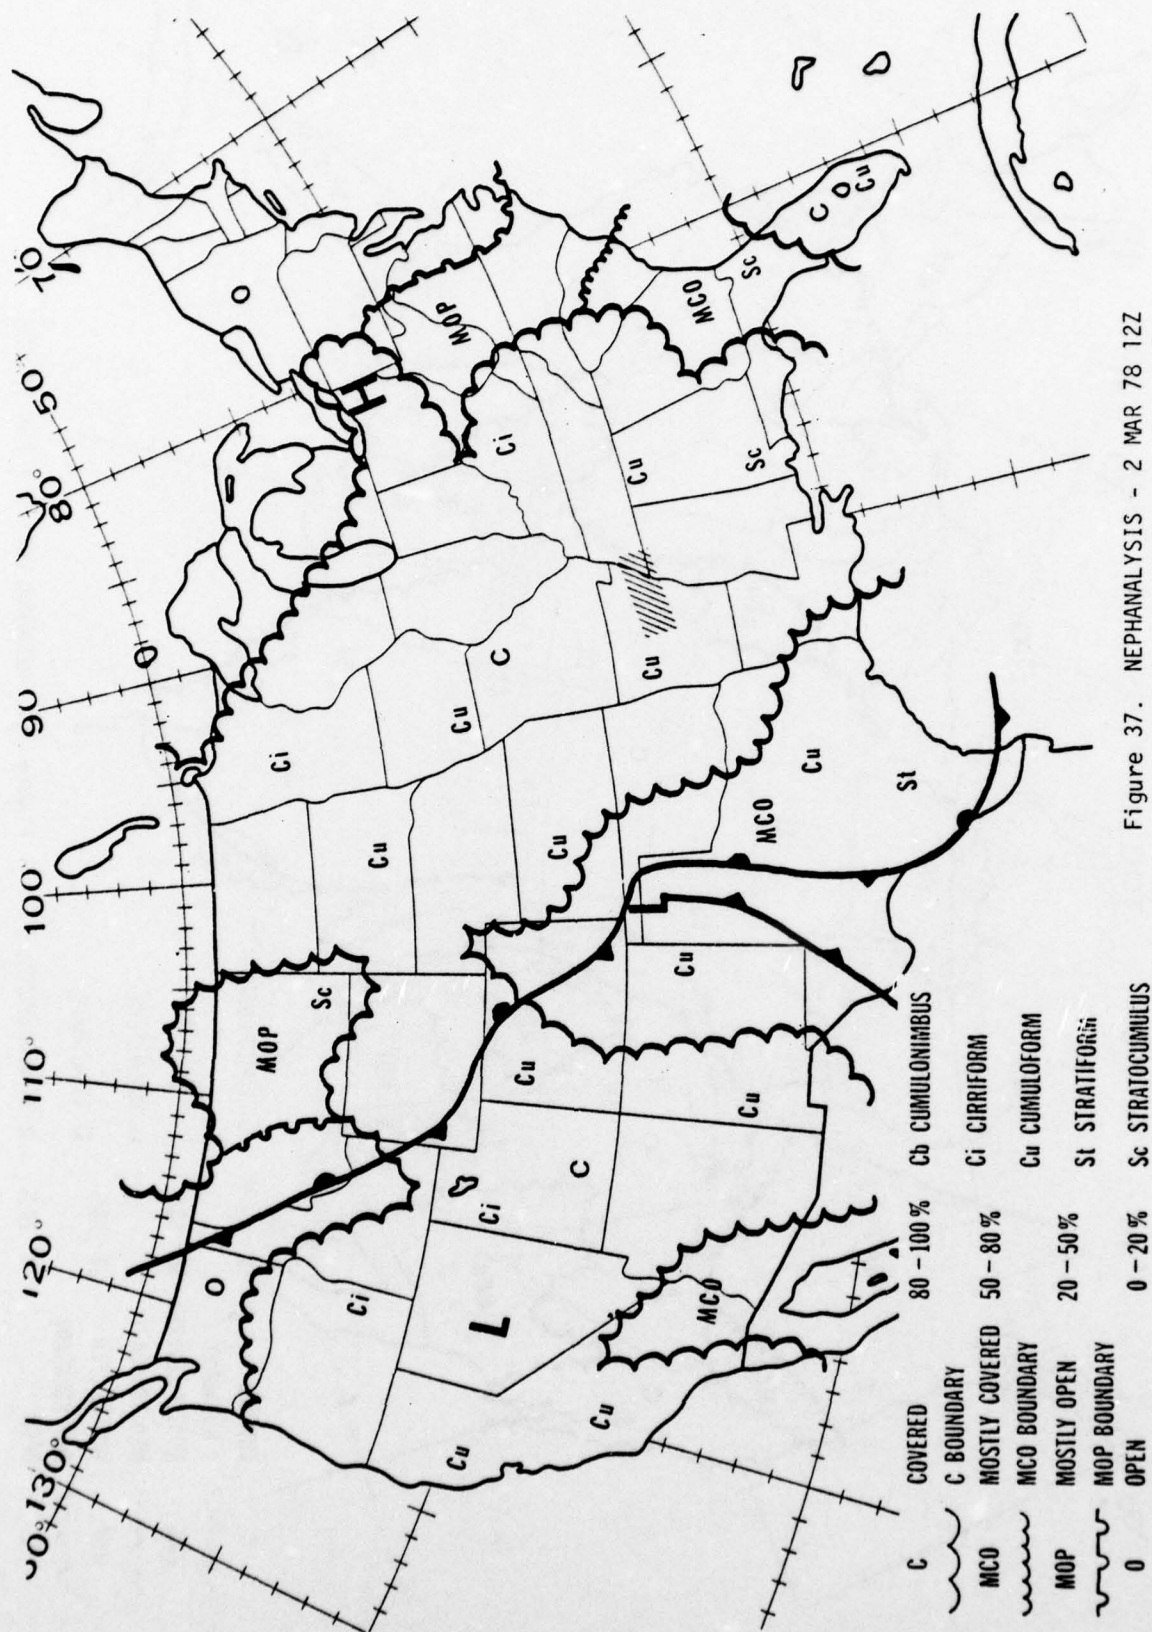 130°
120°
110°
100°
90
80°
50°
70°
O
O
MOP
Ci
Sc
Ci
H
Cu
Cu
Cu
MOP
Ci
L
C
Ci
Cu
Cu
C
Cu
Cu
L
Cu
Cu
MCO
MCO
Cu
Sc
Sc
MCO
Cu
C
Cu
St
C COVERED 80-100% Cb CUMULONIMBUS
C BOUNDARY
MCO MOSTLY COVERED 50-80% Ci CIRRIFORM
MCO BOUNDARY Cu CUMULOFORM
MOP MOSTLY OPEN 20-50% St STRATIFORM
MOP BOUNDARY
O OPEN 0-20% Sc STRATOCUMULUS
Figure 37. NEPHANALYSIS - 2 MAR 78 12Z